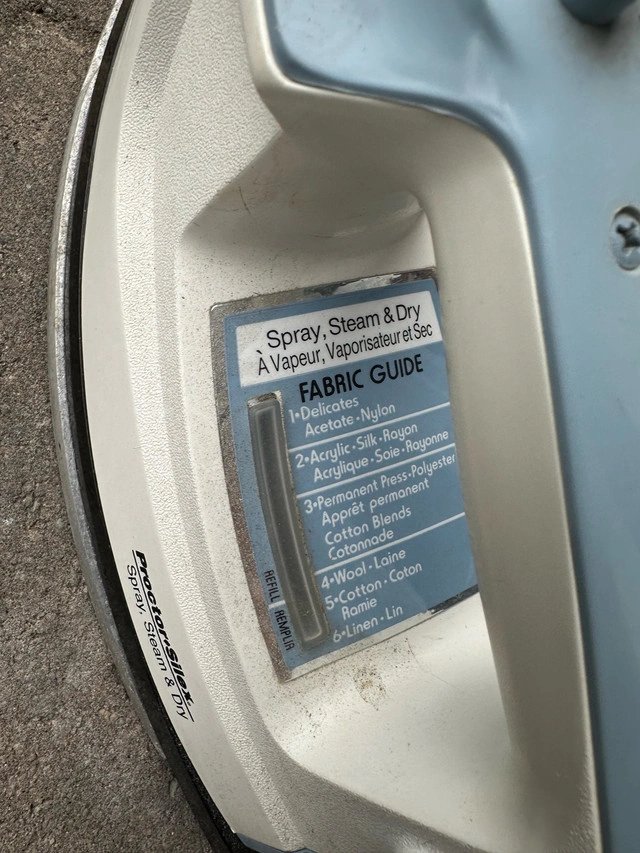 Spray, Steam & Dry
À Vapeur, Vaporisateur et Sec
FABRIC GUIDE
1•Delicates
Acetate·Nylon
2•Acrylic·Silk·Rayon
Acrylique·Soie·Rayonne
3•Permanent Press·Polyester
Apprêt permanent
Cotton Blends
Cotonnade
4•Wool·Laine
5•Cotton·Coton
Ramie
6•Linen·Lin
REFILL REMPLIR
Proctor-Silex
Spray, Steam & Dry